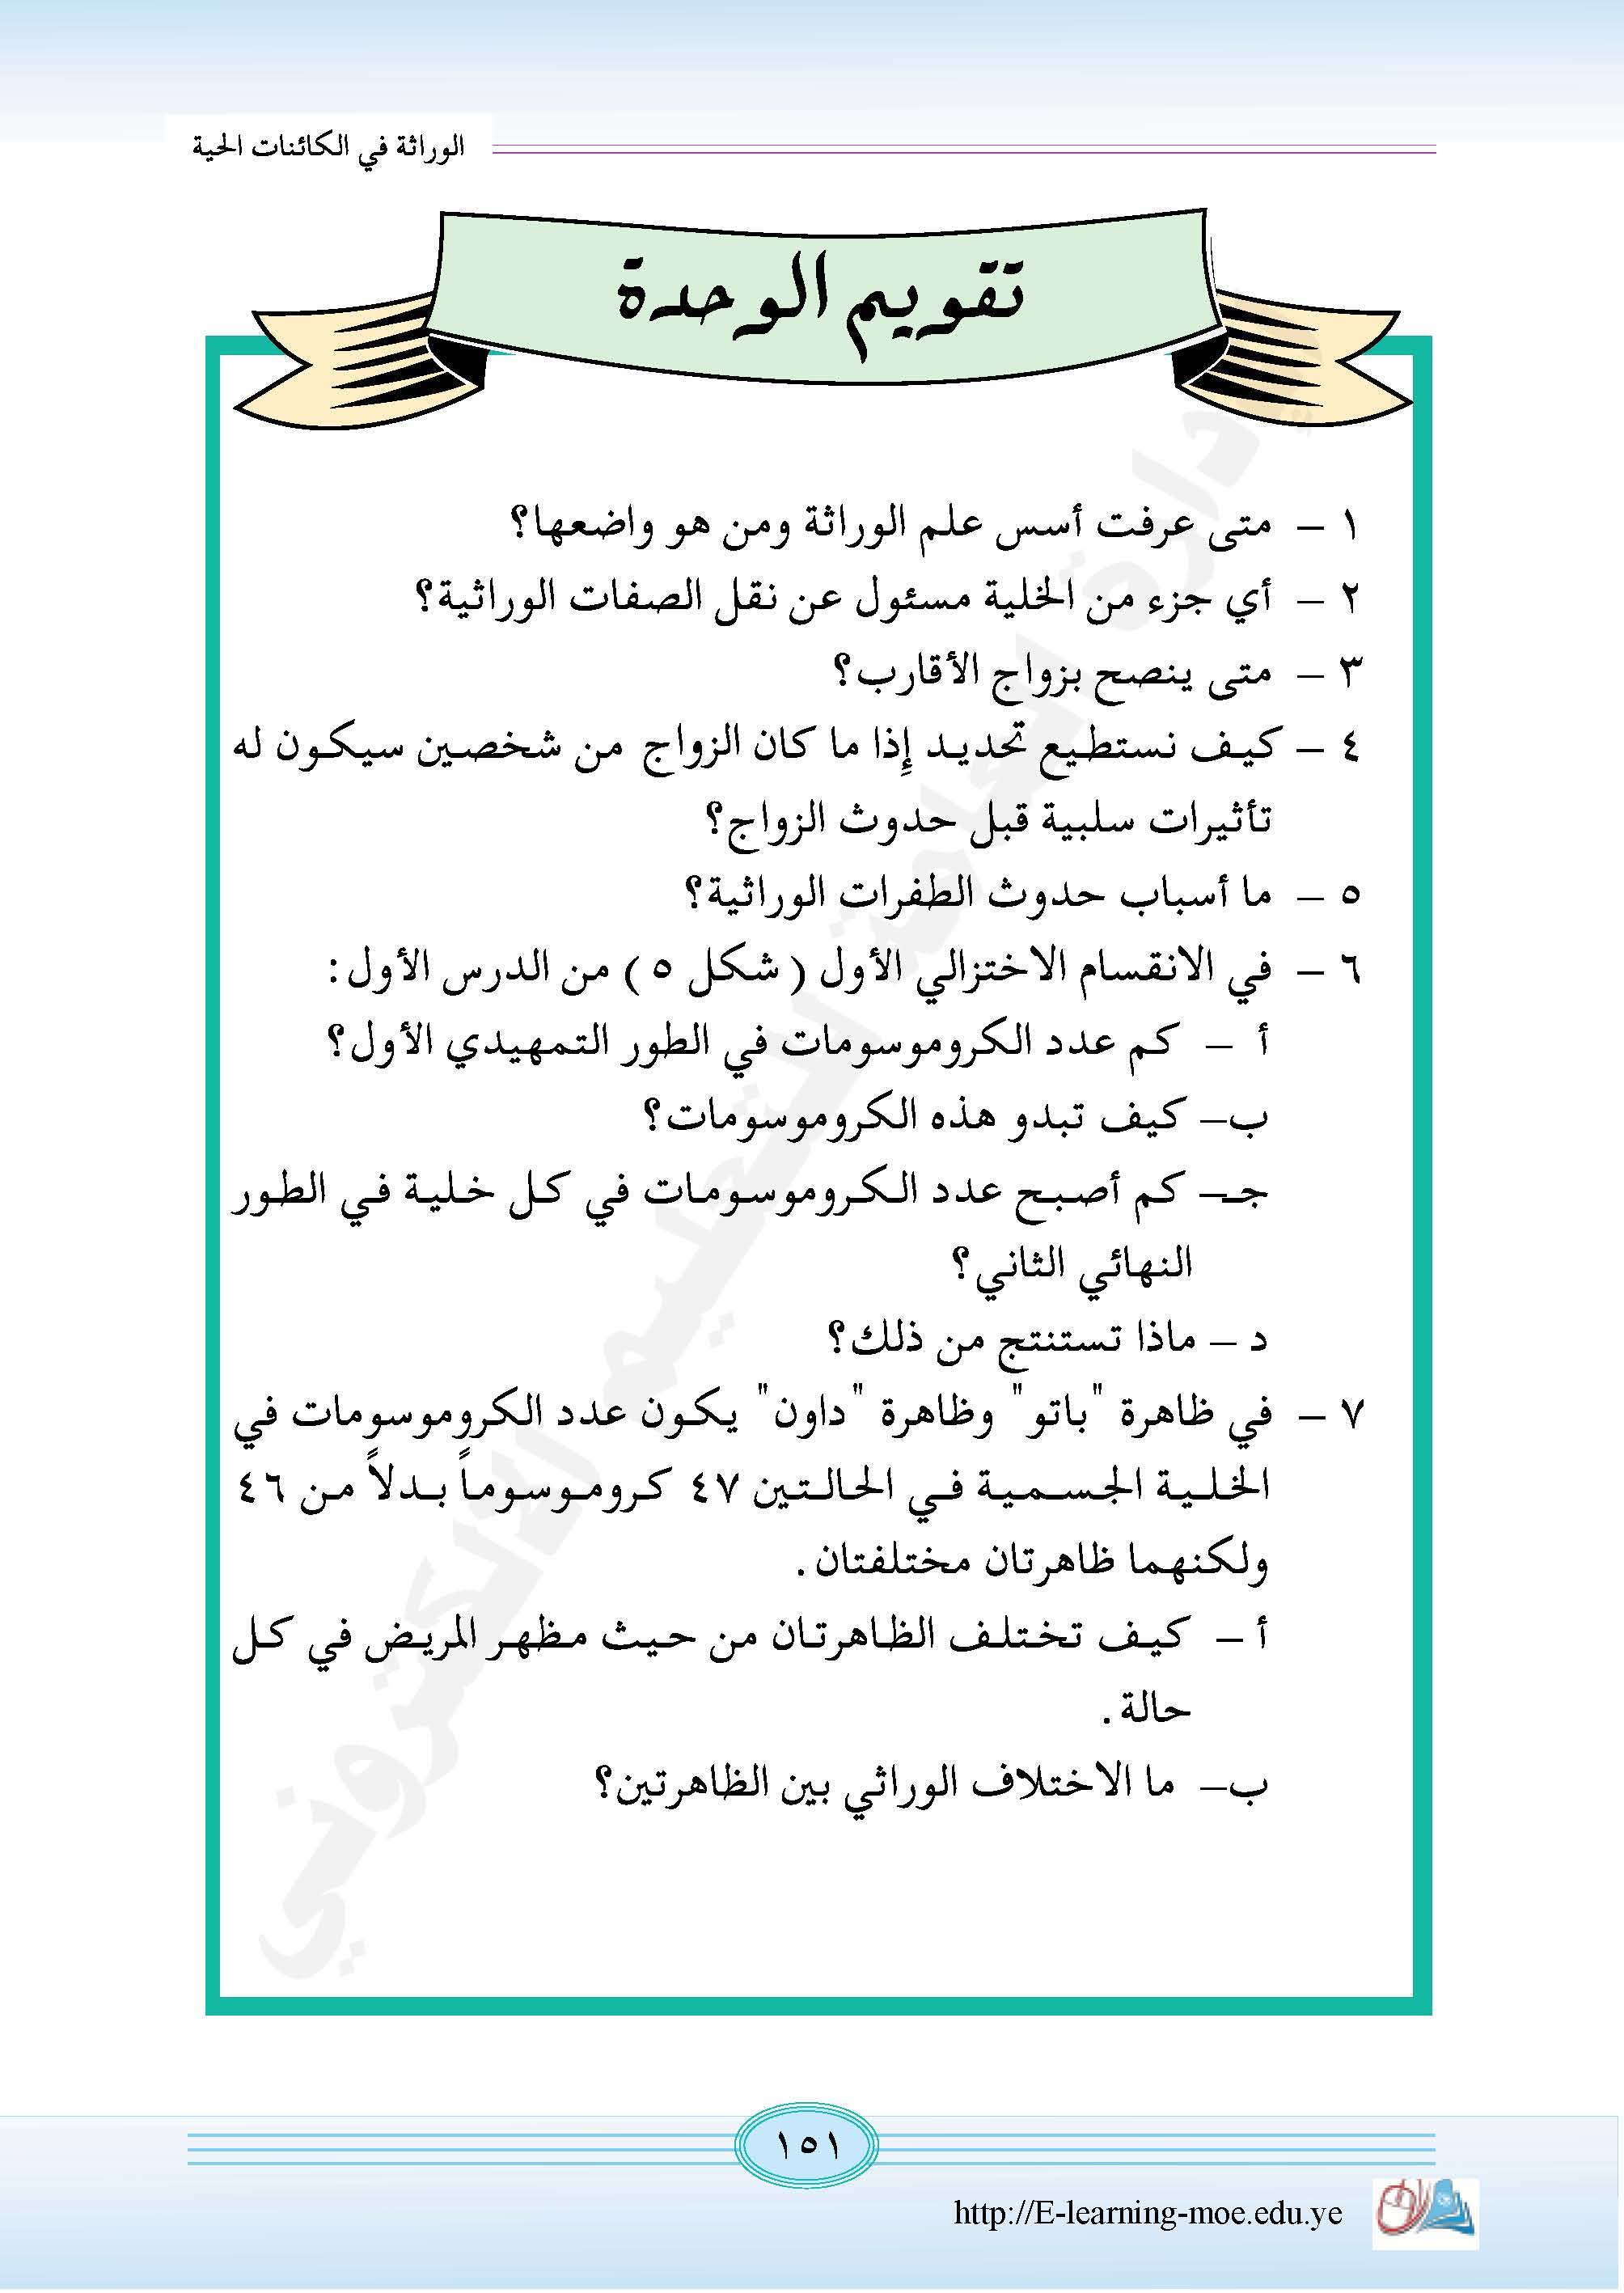 الوراثة في الكائنات الحية
تقويم الوحدة
١ – متى عرفت أسس علم الوراثة ومن هو واضعها؟
٢ – أي جزء من الخلية مسئول عن نقل الصفات الوراثية؟
٣ – متى ينصح بزواج الأقارب؟
٤ – كيف نستطيع تحديد إِذا ما كان الزواج من شخصين سيكون له
تأثيرات سلبية قبل حدوث الزواج؟
٥ – ما أسباب حدوث الطفرات الوراثية؟
٦ – في الانقسام الاختزالي الأول ( شكل ٥ ) من الدرس الأول :
أ – كم عدد الكروموسومات في الطور التمهيدي الأول؟
ب– كيف تبدو هذه الكروموسومات؟
جـ– كم أصبح عدد الكروموسومات في كل خلية في الطور
النهائي الثاني؟
د – ماذا تستنتج من ذلك؟
٧ – في ظاهرة "باتو" وظاهرة "داون" يكون عدد الكروموسومات في
الخلية الجسمية في الحالتين ٤٧ كروموسوماً بدلاً من ٤٦
ولكنهما ظاهرتان مختلفتان .
أ – كيف تختلف الظاهرتان من حيث مظهر المريض في كل
حالة .
ب– ما الاختلاف الوراثي بين الظاهرتين؟
١٥١
http://E-learning-moe.edu.ye
الإدارة العامة للتعليم الالكتروني